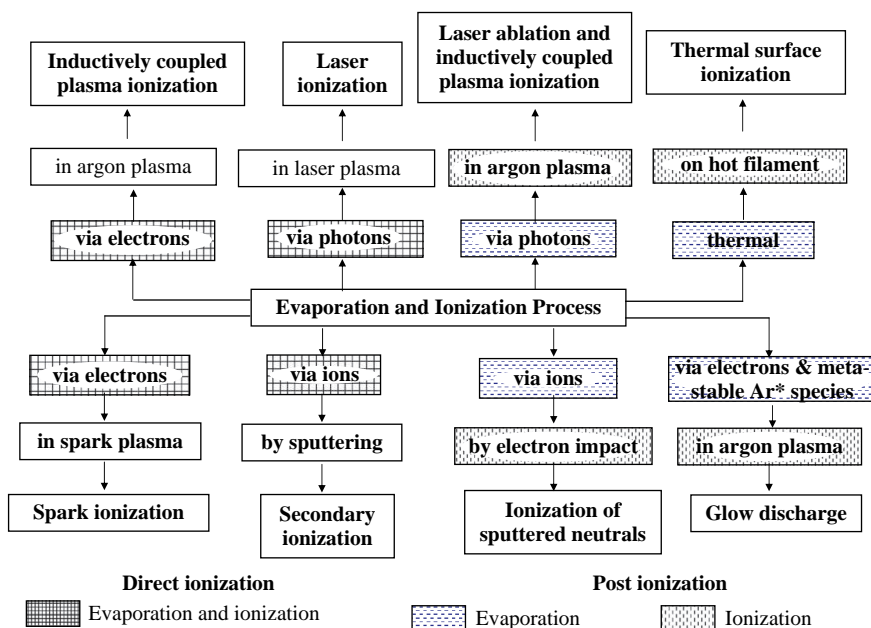 Inductively coupled
plasma ionization
Laser
ionization
Laser ablation and
inductively coupled
plasma ionization
Thermal surface
ionization
in argon plasma
in laser plasma
in argon plasma
on hot filament
via electrons
via photons
via photons
thermal
Evaporation and Ionization Process
via electrons
via ions
via ions
via electrons & meta-
stable Ar* species
in spark plasma
by sputtering
by electron impact
in argon plasma
Spark ionization
Secondary
ionization
Ionization of
sputtered neutrals
Glow discharge
Direct ionization
Post ionization
Evaporation and ionization
Evaporation
Ionization